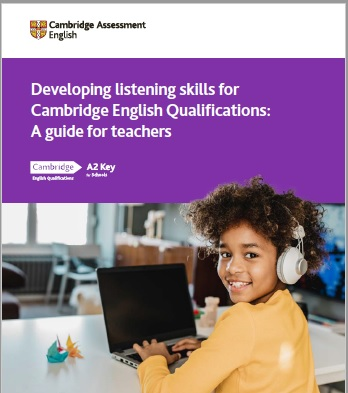 Cambridge Assessment
English
Developing listening skills for
Cambridge English Qualifications:
A guide for teachers
Cambridge
English Qualifications
A2 Key
for Schools